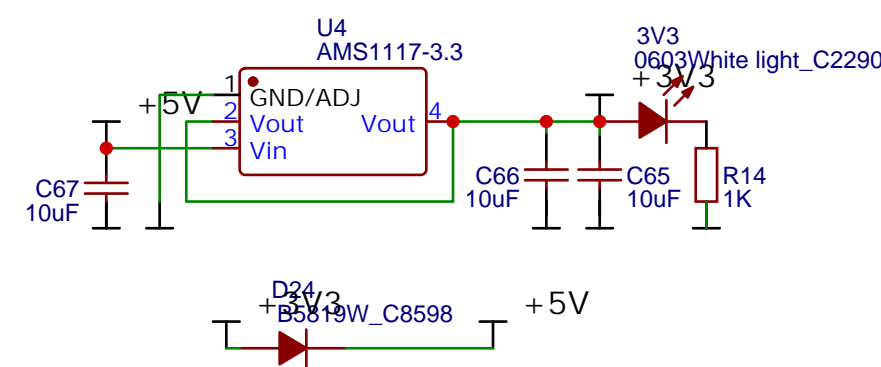 U4
AMS1117-3.3
3V3
0603White light_C2290
+3V3
+5V
1
GND/ADJ
2
Vout
Vout
4
3
Vin
C67
10uF
C66
10uF
C65
10uF
R14
1K
D24
+3V3
B5819W_C8598
+5V